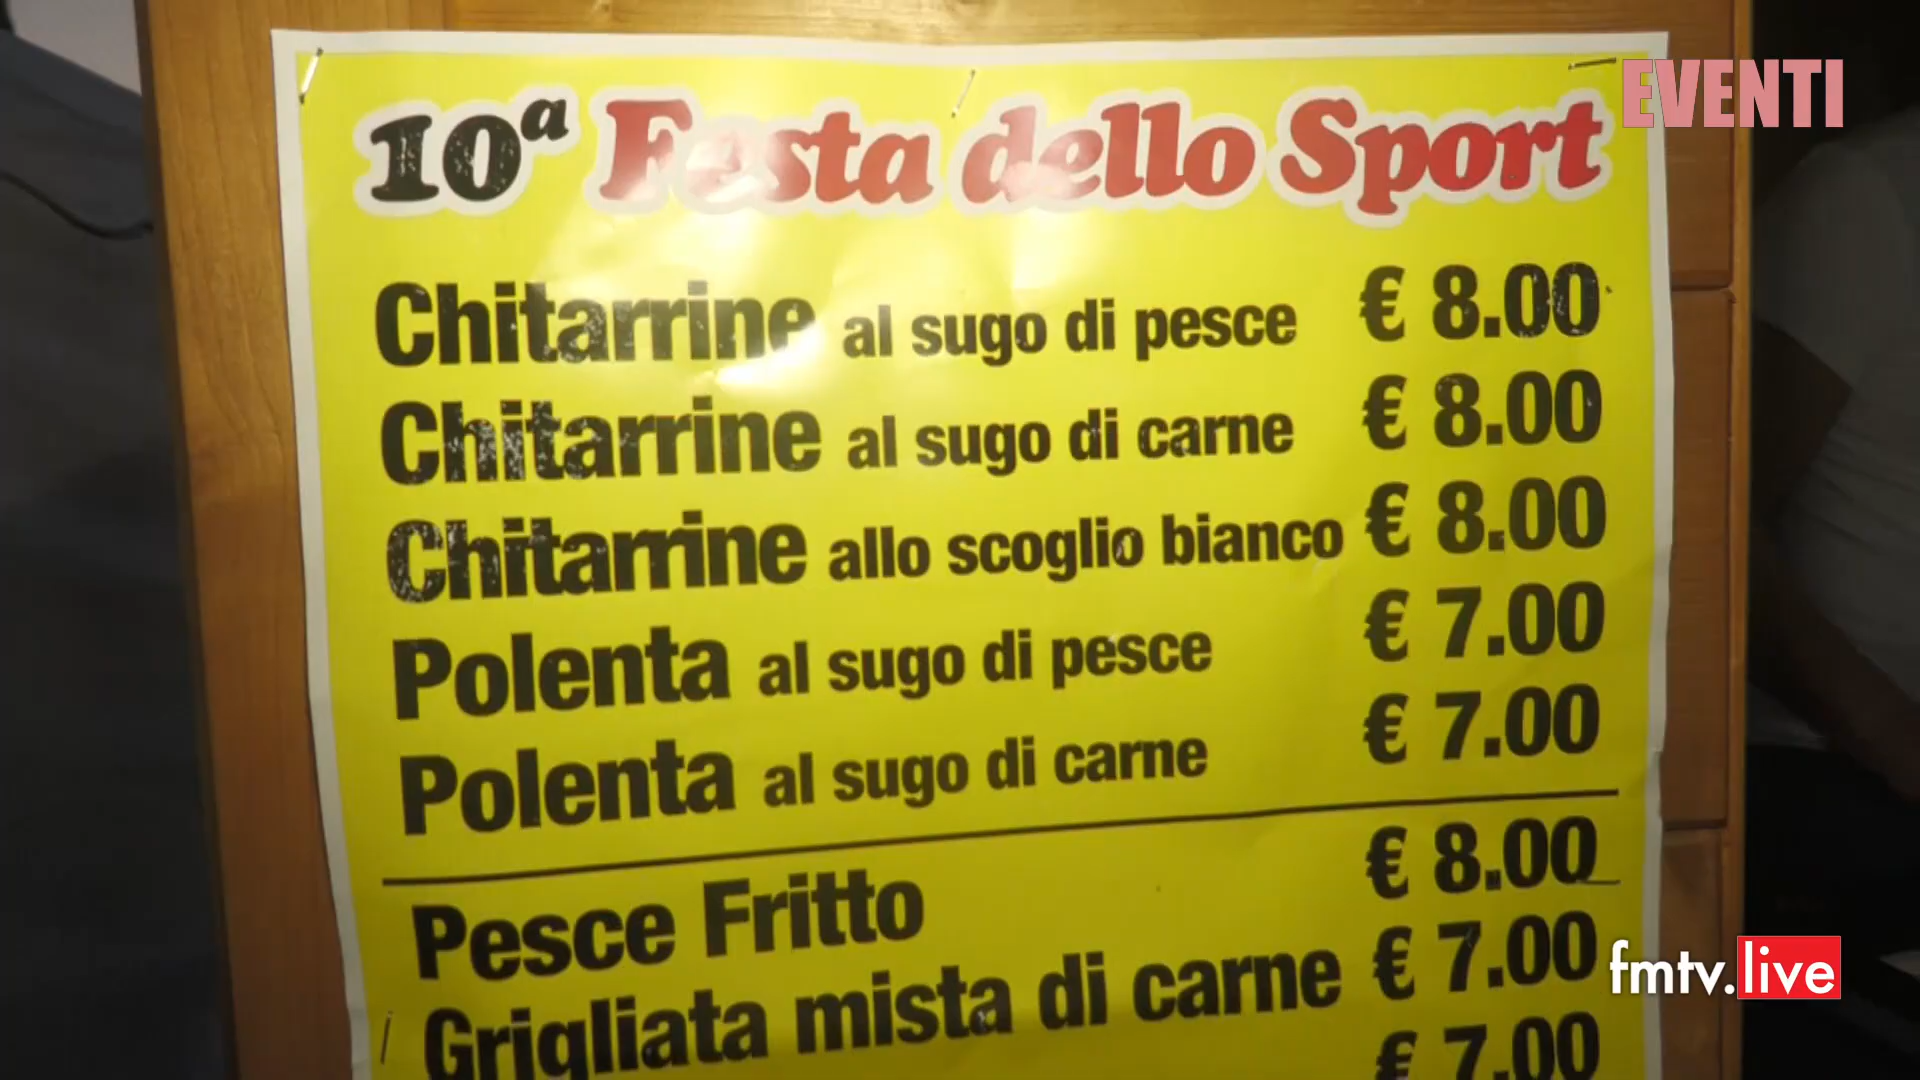 EVENTI
10ª Festa dello Sport
Chitarrine al sugo di pesce € 8.00
Chitarrine al sugo di carne € 8.00
Chitarrine allo scoglio bianco € 8.00
Polenta al sugo di pesce € 7.00
Polenta al sugo di carne € 7.00
Pesce Fritto € 8.00
Grigliata mista di carne € 7.00
€ 7.00
fmtv.live